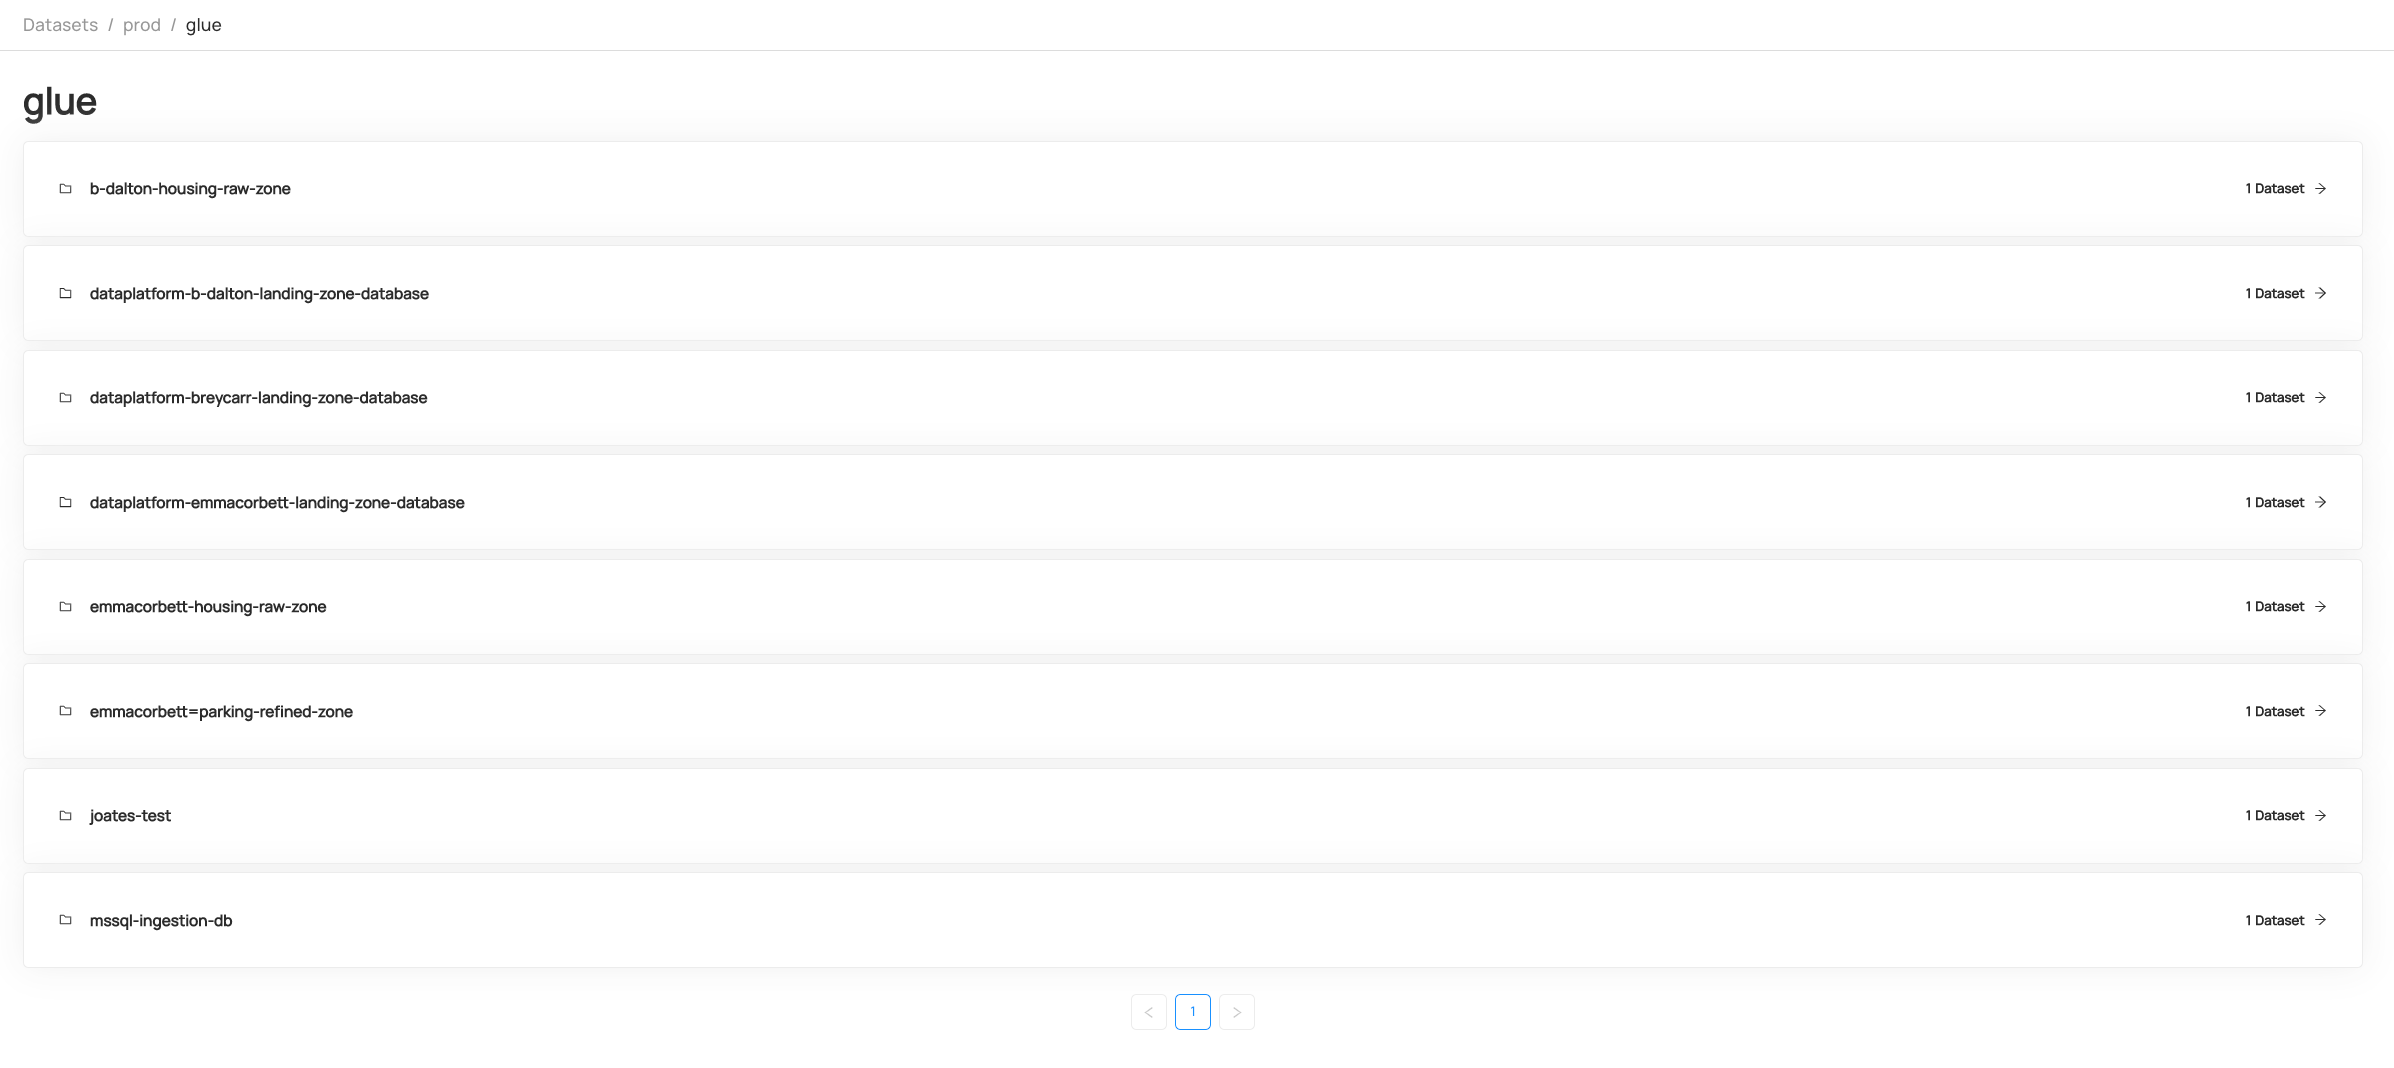 Datasets / prod / glue
glue
b-dalton-housing-raw-zone 1 Dataset →
dataplatform-b-dalton-landing-zone-database 1 Dataset →
dataplatform-breycarr-landing-zone-database 1 Dataset →
dataplatform-emmacorbett-landing-zone-database 1 Dataset →
emmacorbett-housing-raw-zone 1 Dataset →
emmacorbett=parking-refined-zone 1 Dataset →
joates-test 1 Dataset →
mssql-ingestion-db 1 Dataset →
< 1 >